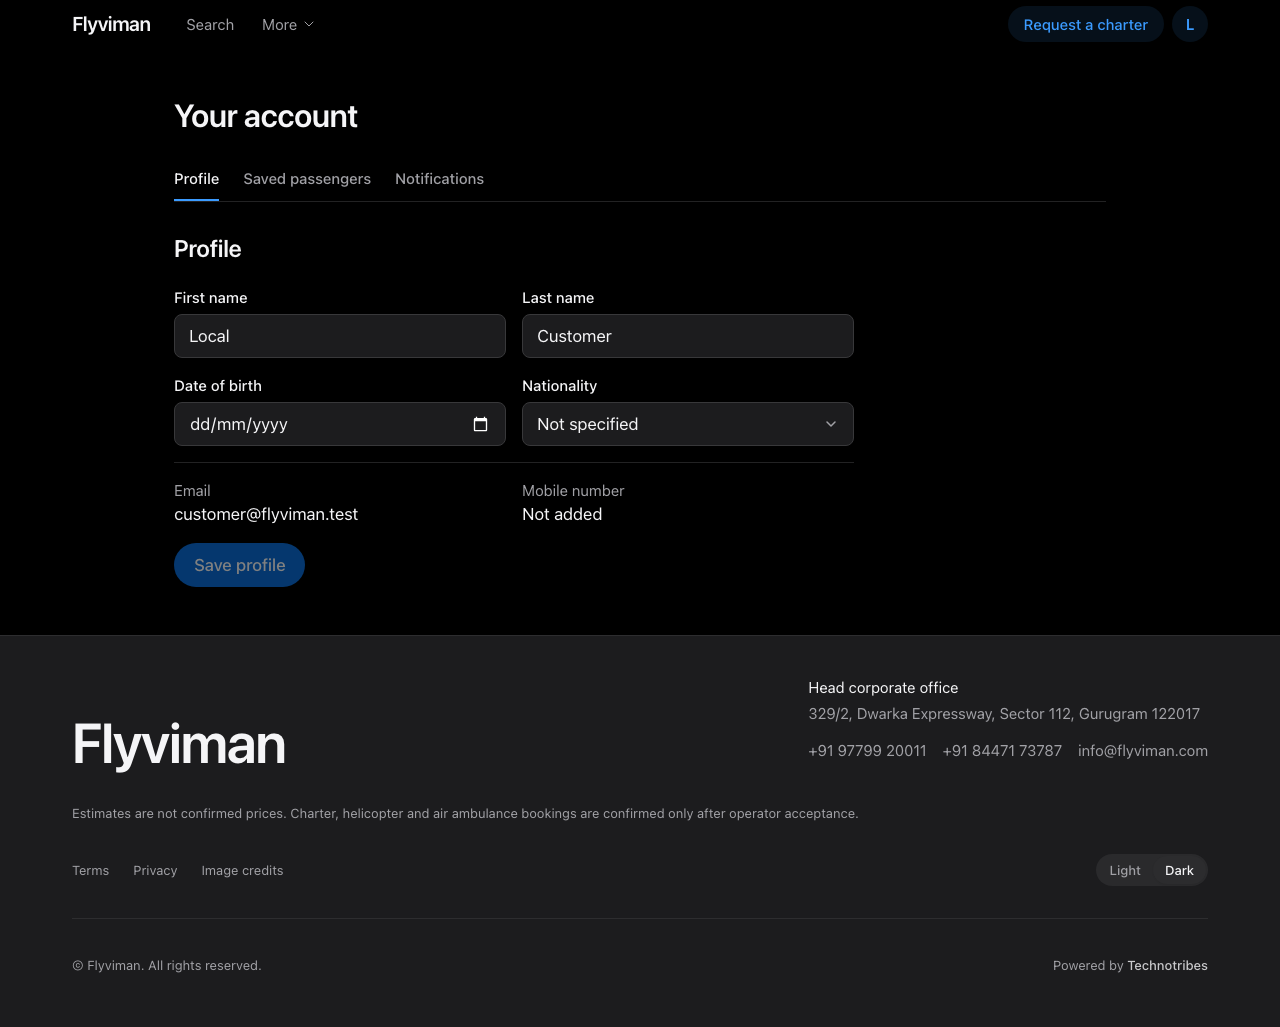 Flyviman
Search
More
Request a charter
L
Your account
Profile
Saved passengers
Notifications
Profile
First name
Last name
Local
Customer
Date of birth
Nationality
dd/mm/yyyy
Not specified
Email
Mobile number
customer@flyviman.test
Not added
Save profile
Head corporate office
329/2, Dwarka Expressway, Sector 112, Gurugram 122017
+91 97799 20011 +91 84471 73787 info@flyviman.com
Flyviman
Estimates are not confirmed prices. Charter, helicopter and air ambulance bookings are confirmed only after operator acceptance.
Terms
Privacy
Image credits
Light
Dark
© Flyviman. All rights reserved.
Powered by Technotribes